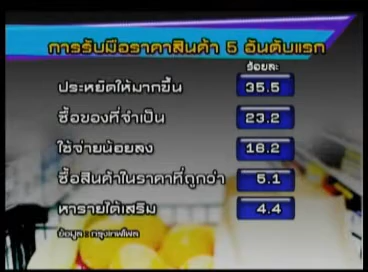 การรับมือราคาสินค้า 5 อันดับแรก
ร้อยละ
ประหยัดให้มากขึ้น 35.5
ซื้อของที่จำเป็น 23.2
ใช้จ่ายน้อยลง 18.2
ซื้อสินค้าในราคาที่ถูกว่า 5.1
หารายได้เสริม 4.4
ข้อมูล : กรุงเทพโพล